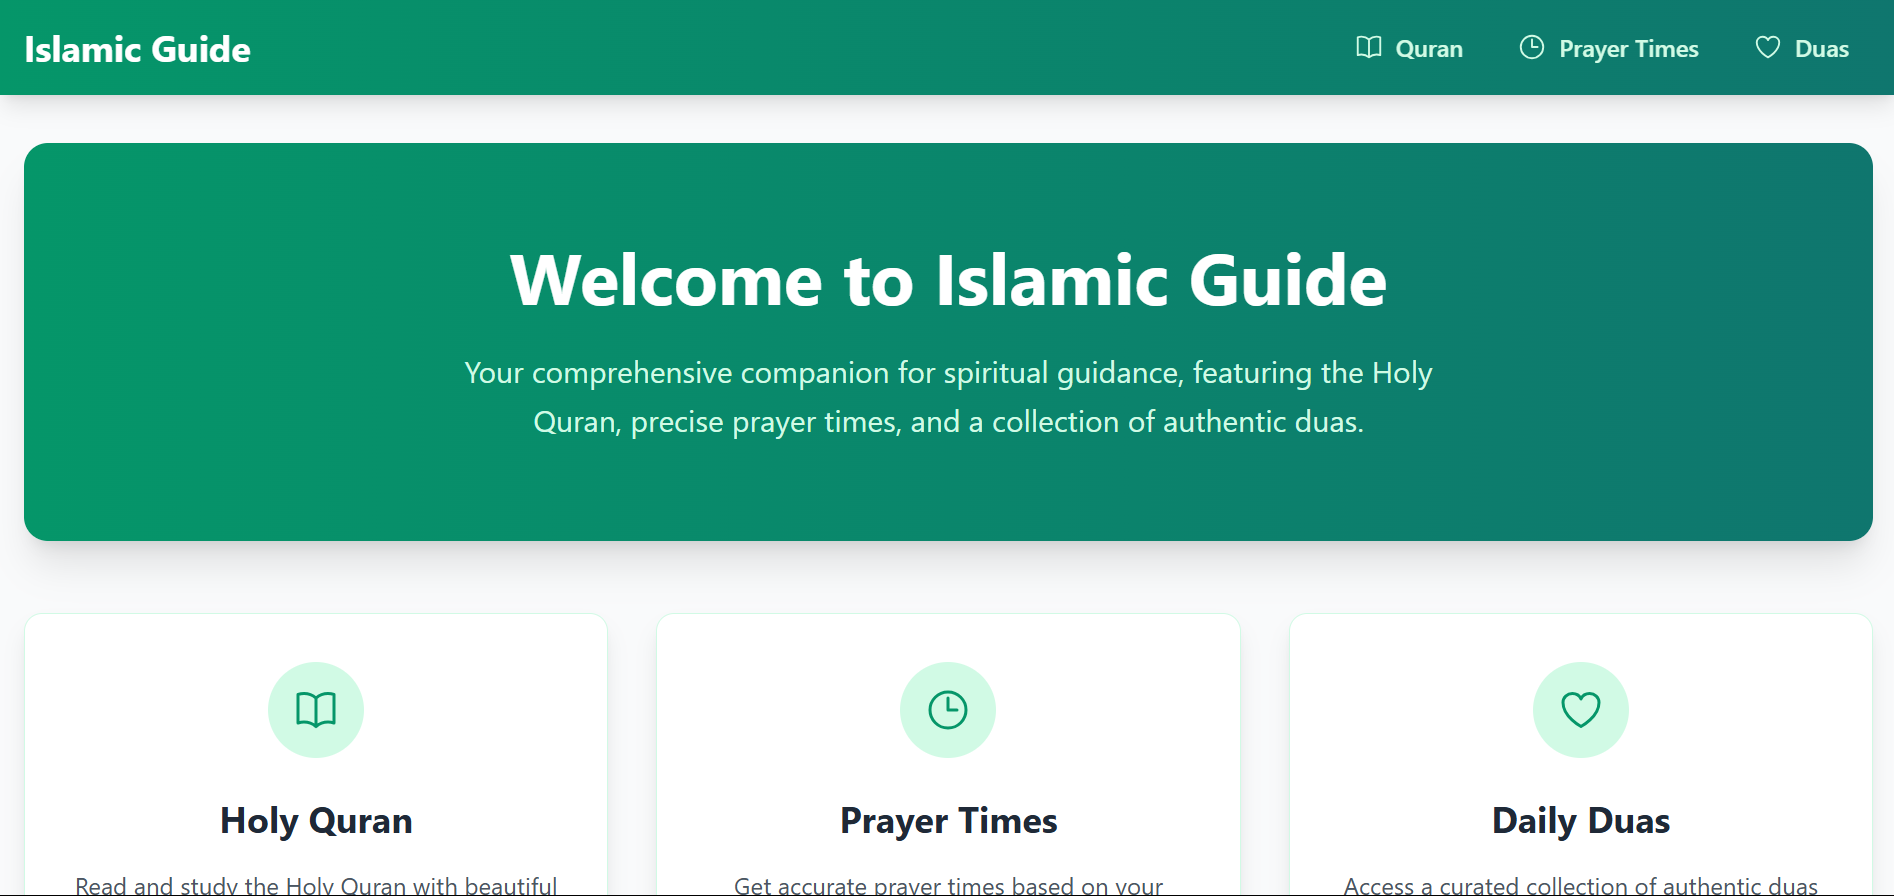 Islamic Guide
Quran
Prayer Times
Duas
Welcome to Islamic Guide
Your comprehensive companion for spiritual guidance, featuring the Holy
Quran, precise prayer times, and a collection of authentic duas.
Holy Quran
Prayer Times
Daily Duas
Read and study the Holy Quran with beautiful
Get accurate prayer times based on your
Access a curated collection of authentic duas